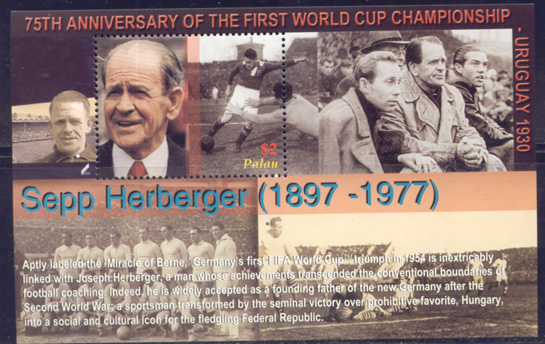 75TH ANNIVERSARY OF THE FIRST WORLD CUP CHAMPIONSHIP
- URUGUAY 1930
$2
Palau
Sepp Herberger (1897 -1977)
Aptly labeled the "Miracle of Berne, "Germany's first FIFA World Cup" triumph in 1954 is inextricably
linked with Joseph Herberger, a man whose achievements transcended the conventional boundaries of
football coaching. Indeed, he is widely accepted as a founding father of the new Germany after the
Second World War; a sportsman transformed by the seminal victory over prohibitive favorite, Hungary,
into a social and cultural icon for the fledgling Federal Republic.